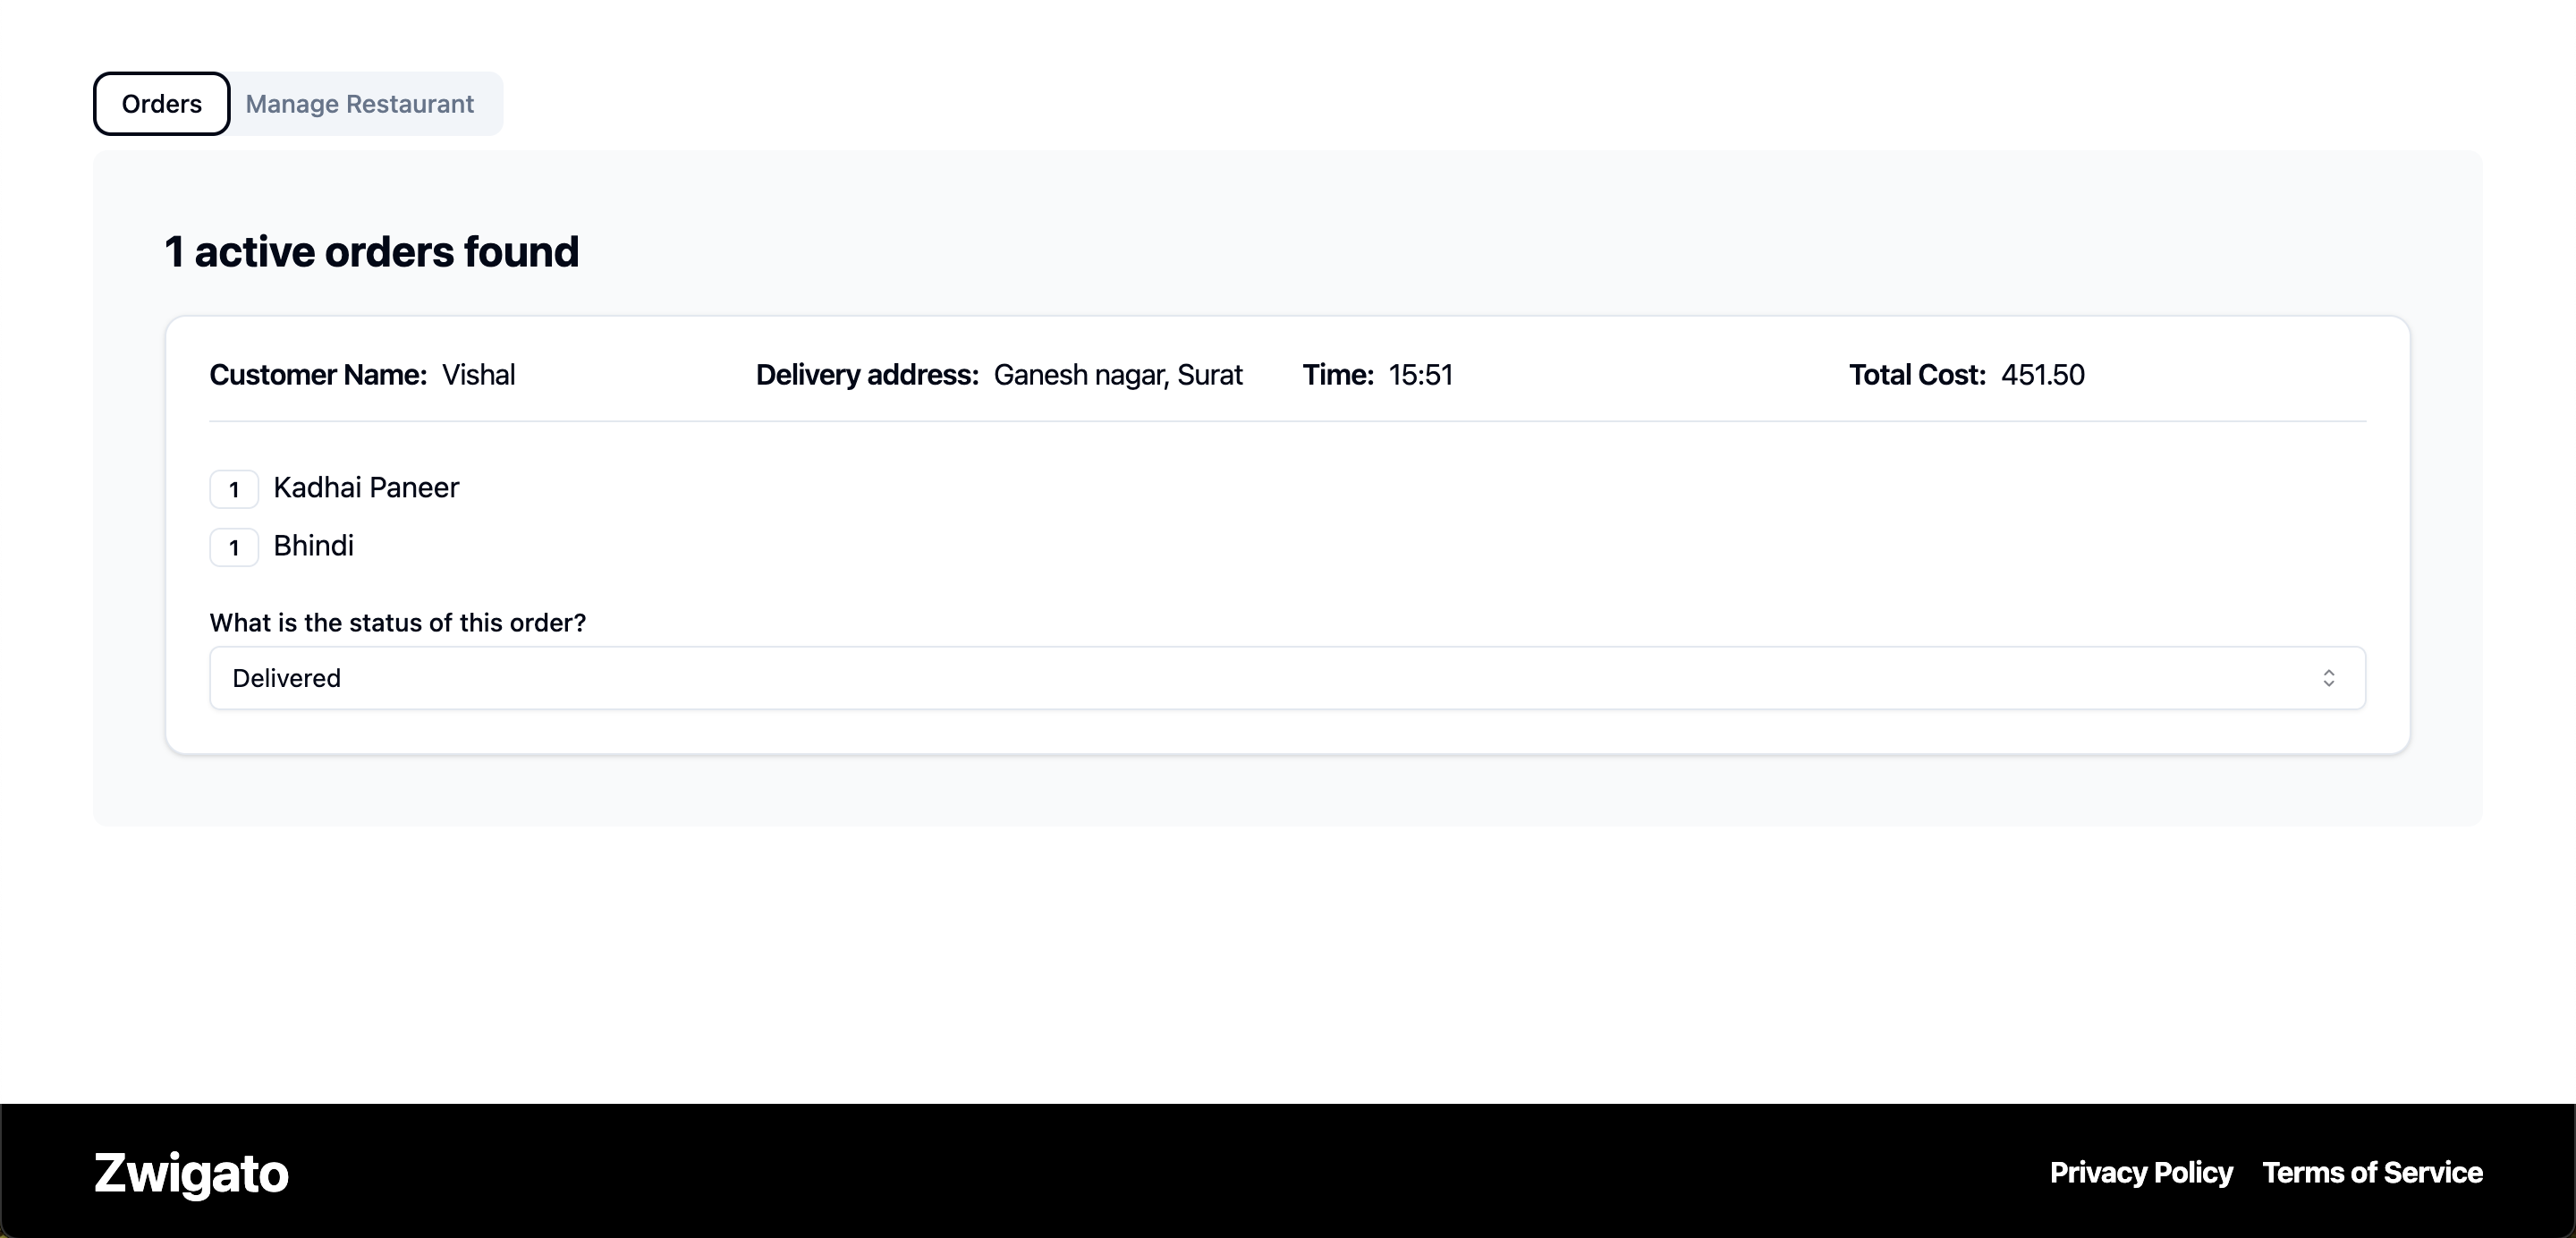 Orders Manage Restaurant
1 active orders found
Customer Name: Vishal Delivery address: Ganesh nagar, Surat Time: 15:51 Total Cost: 451.50
1 Kadhai Paneer
1 Bhindi
What is the status of this order?
Delivered
Zwigato Privacy Policy Terms of Service